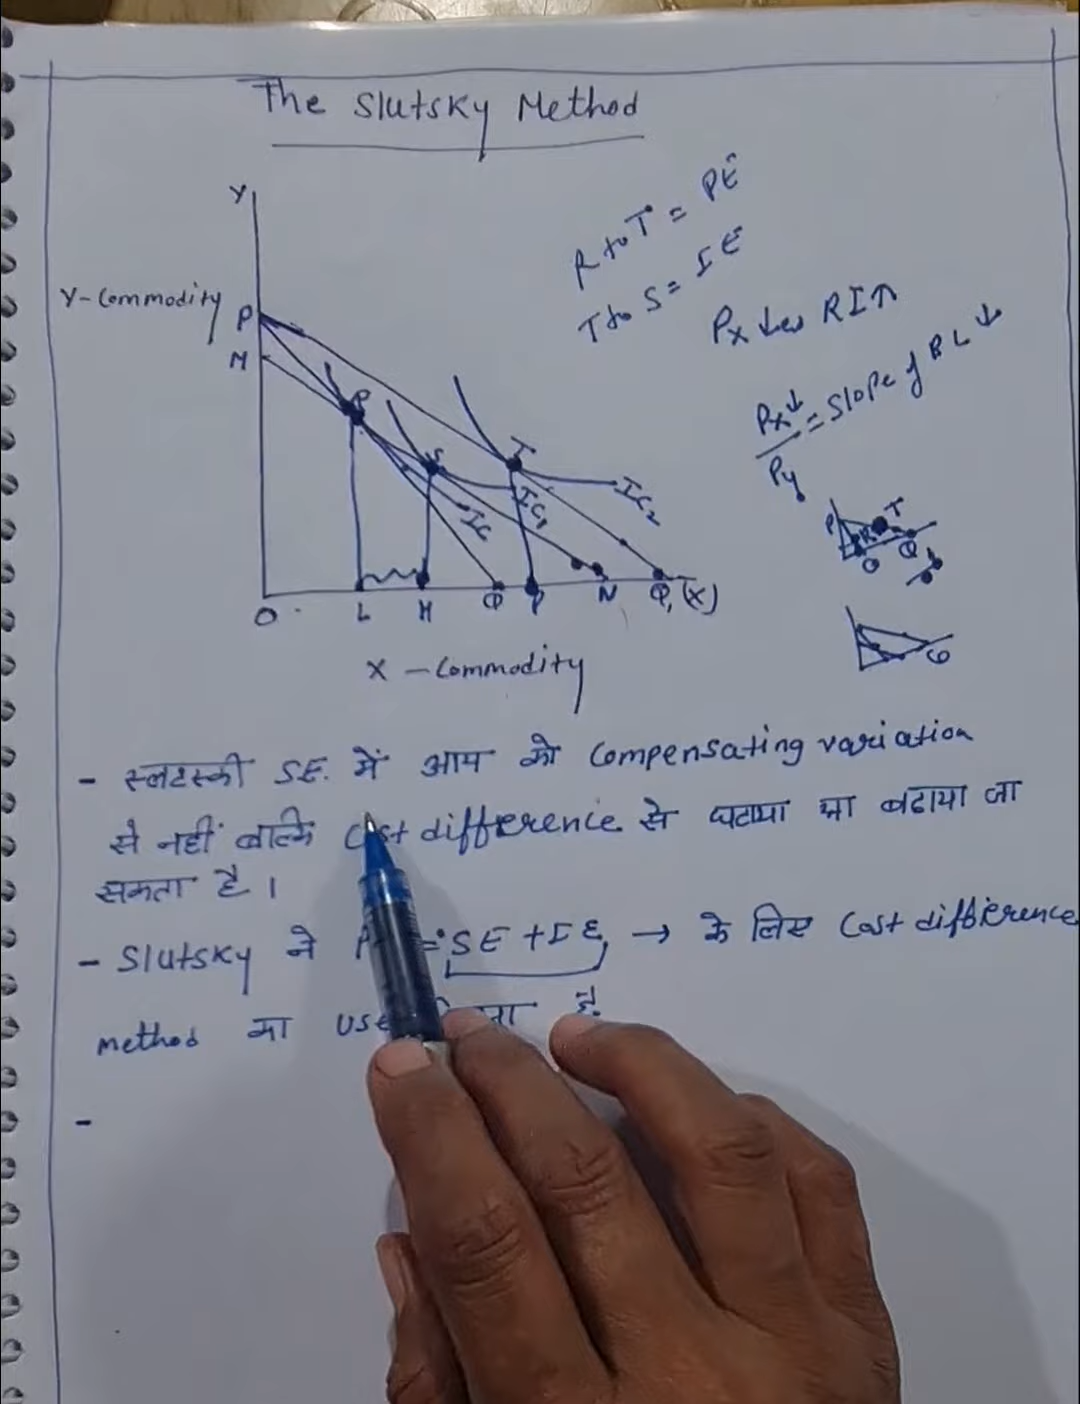 The Slutsky Method
Y
Y-Commodity
P
M
R
S
T
IC
IC1
IC2
O
L
H
Q
P
N
Q1 (X)
X - Commodity
R to T = PE
T to S = IE
Px ↓es RI↑
Px↓
Py
= Slope of BL ↓
P
R
T
Q
Q
Q
- स्लटस्की SE. में आय को Compensating variation
से नहीं बल्कि Cost difference से घटाया या बढाया जा
सकता है ।
- Slutsky ने P = SE + IE → के लिए Cost difference
method का use है
-